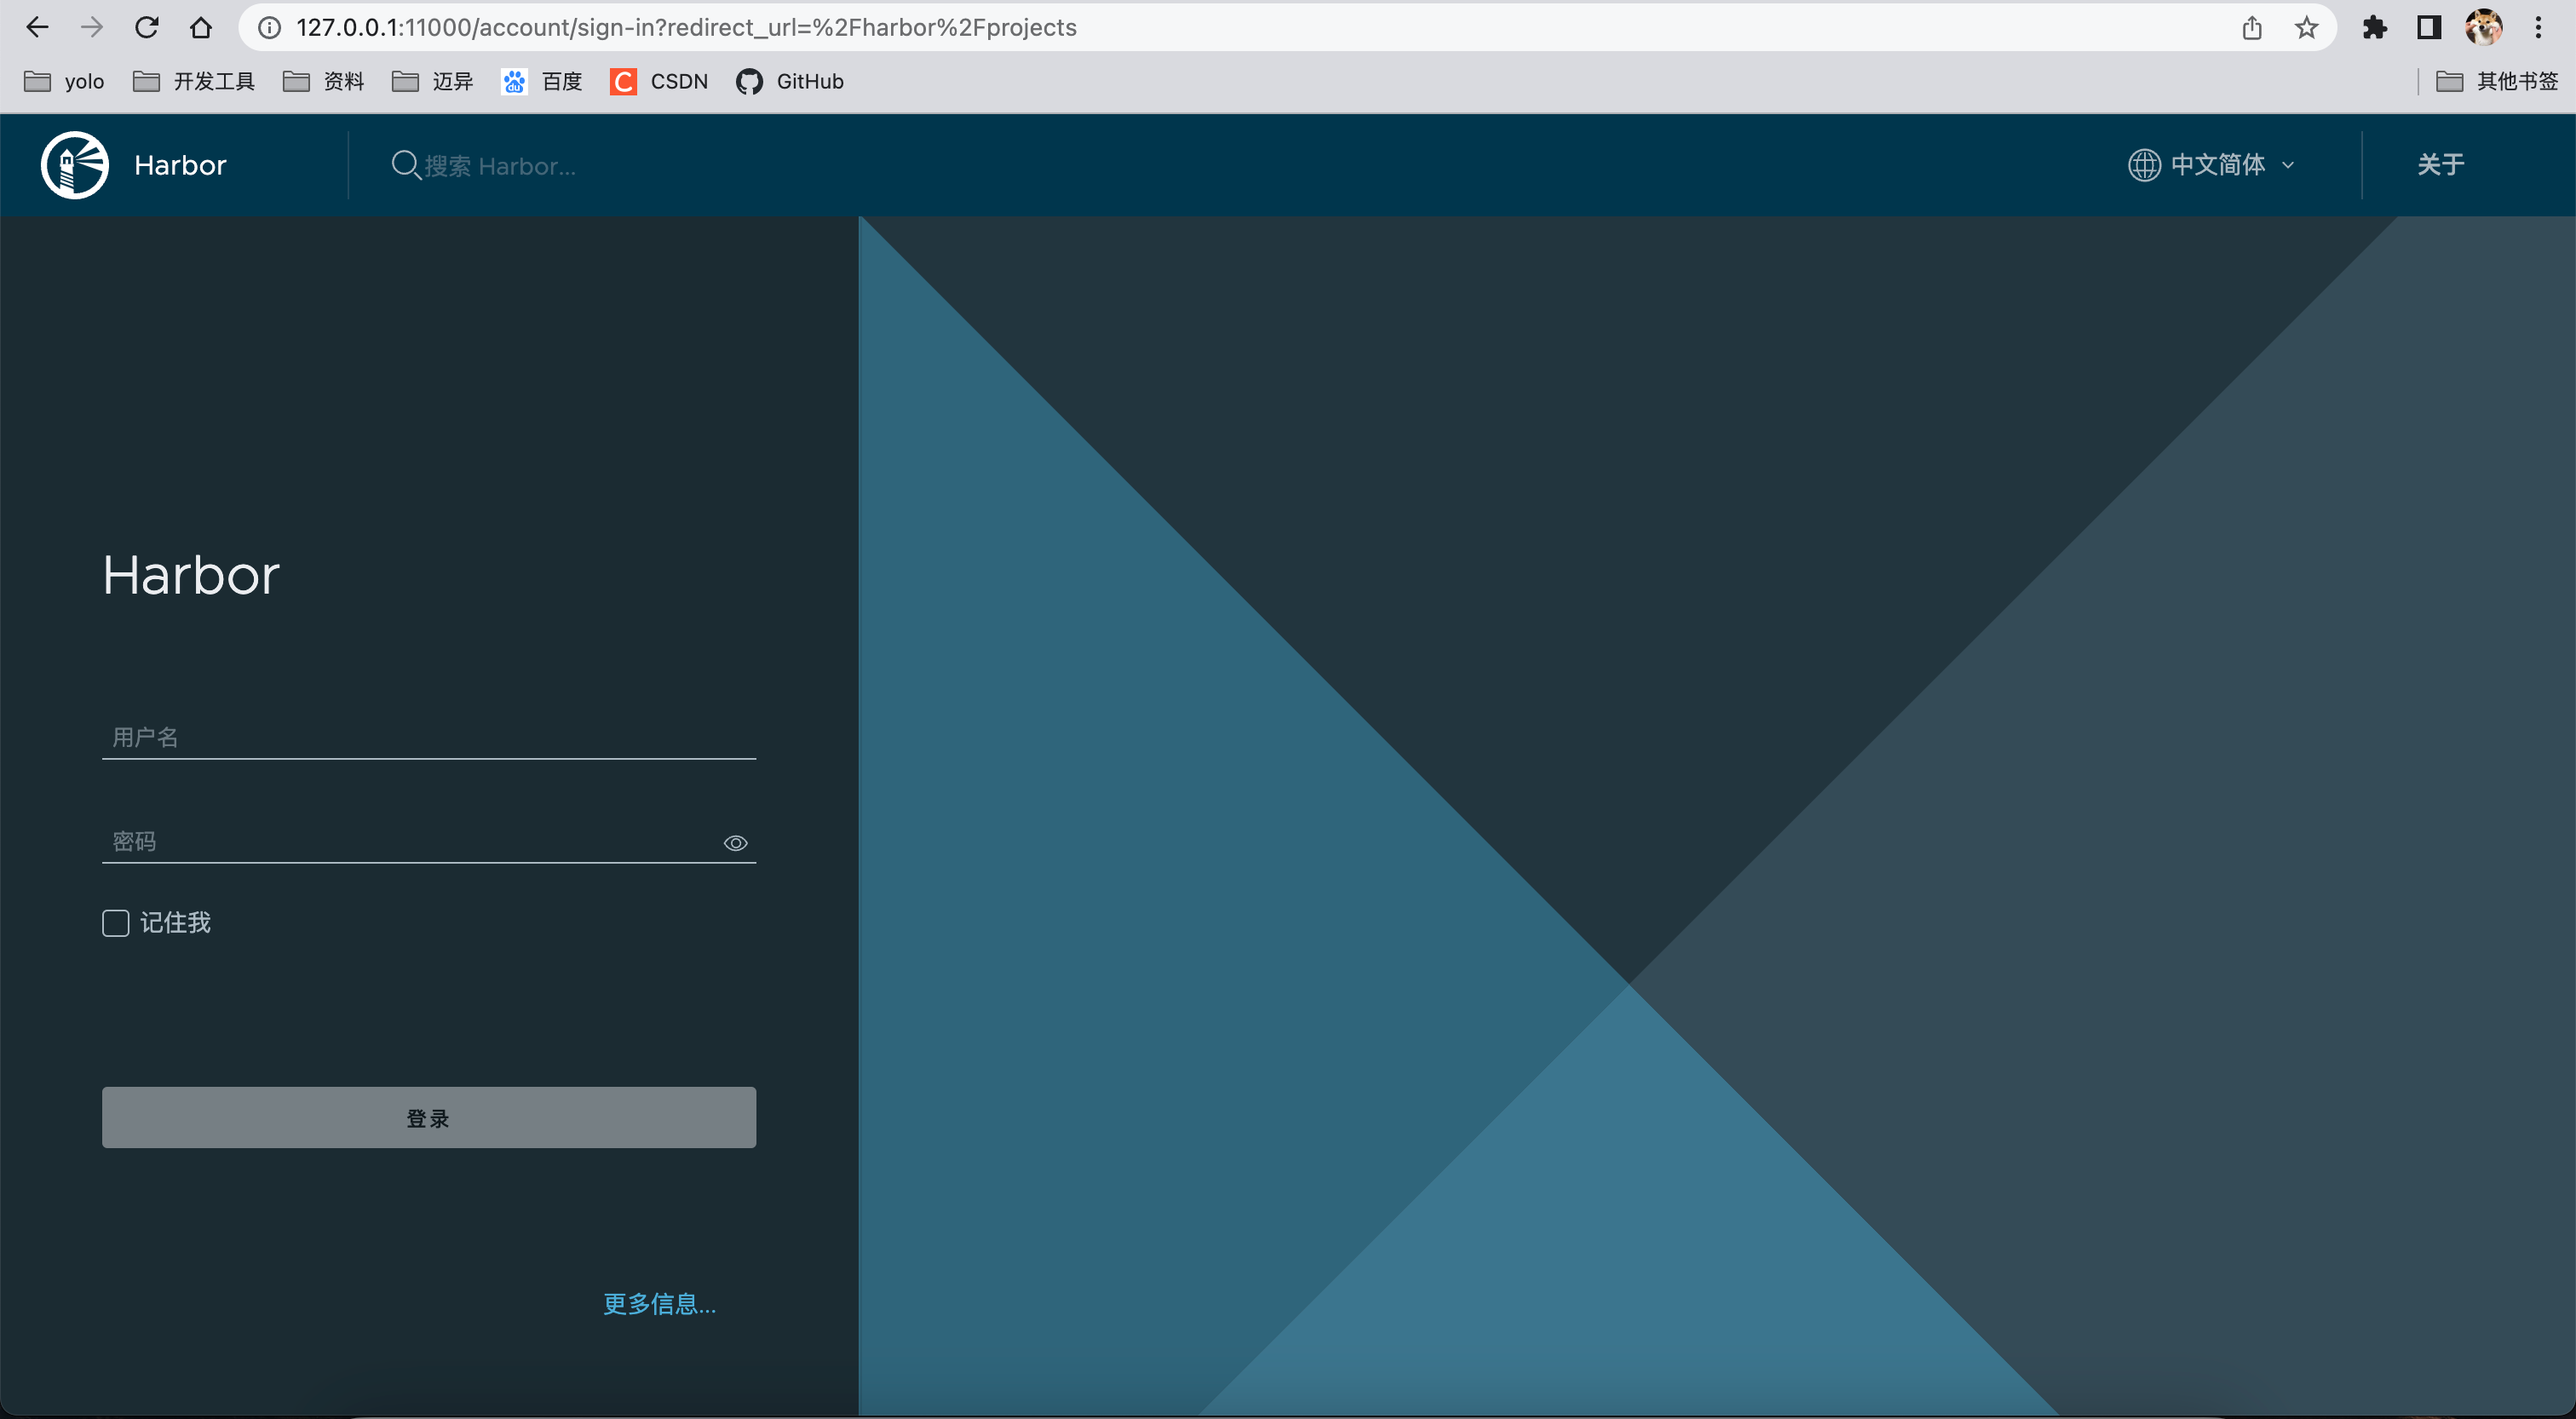 127.0.0.1:11000/account/sign-in?redirect_url=%2Fharbor%2Fprojects
yolo 开发工具 资料 迈异 百度 CSDN GitHub 其他书签
Harbor 搜索 Harbor... 中文简体 关于
Harbor
用户名
密码
记住我
登录
更多信息...